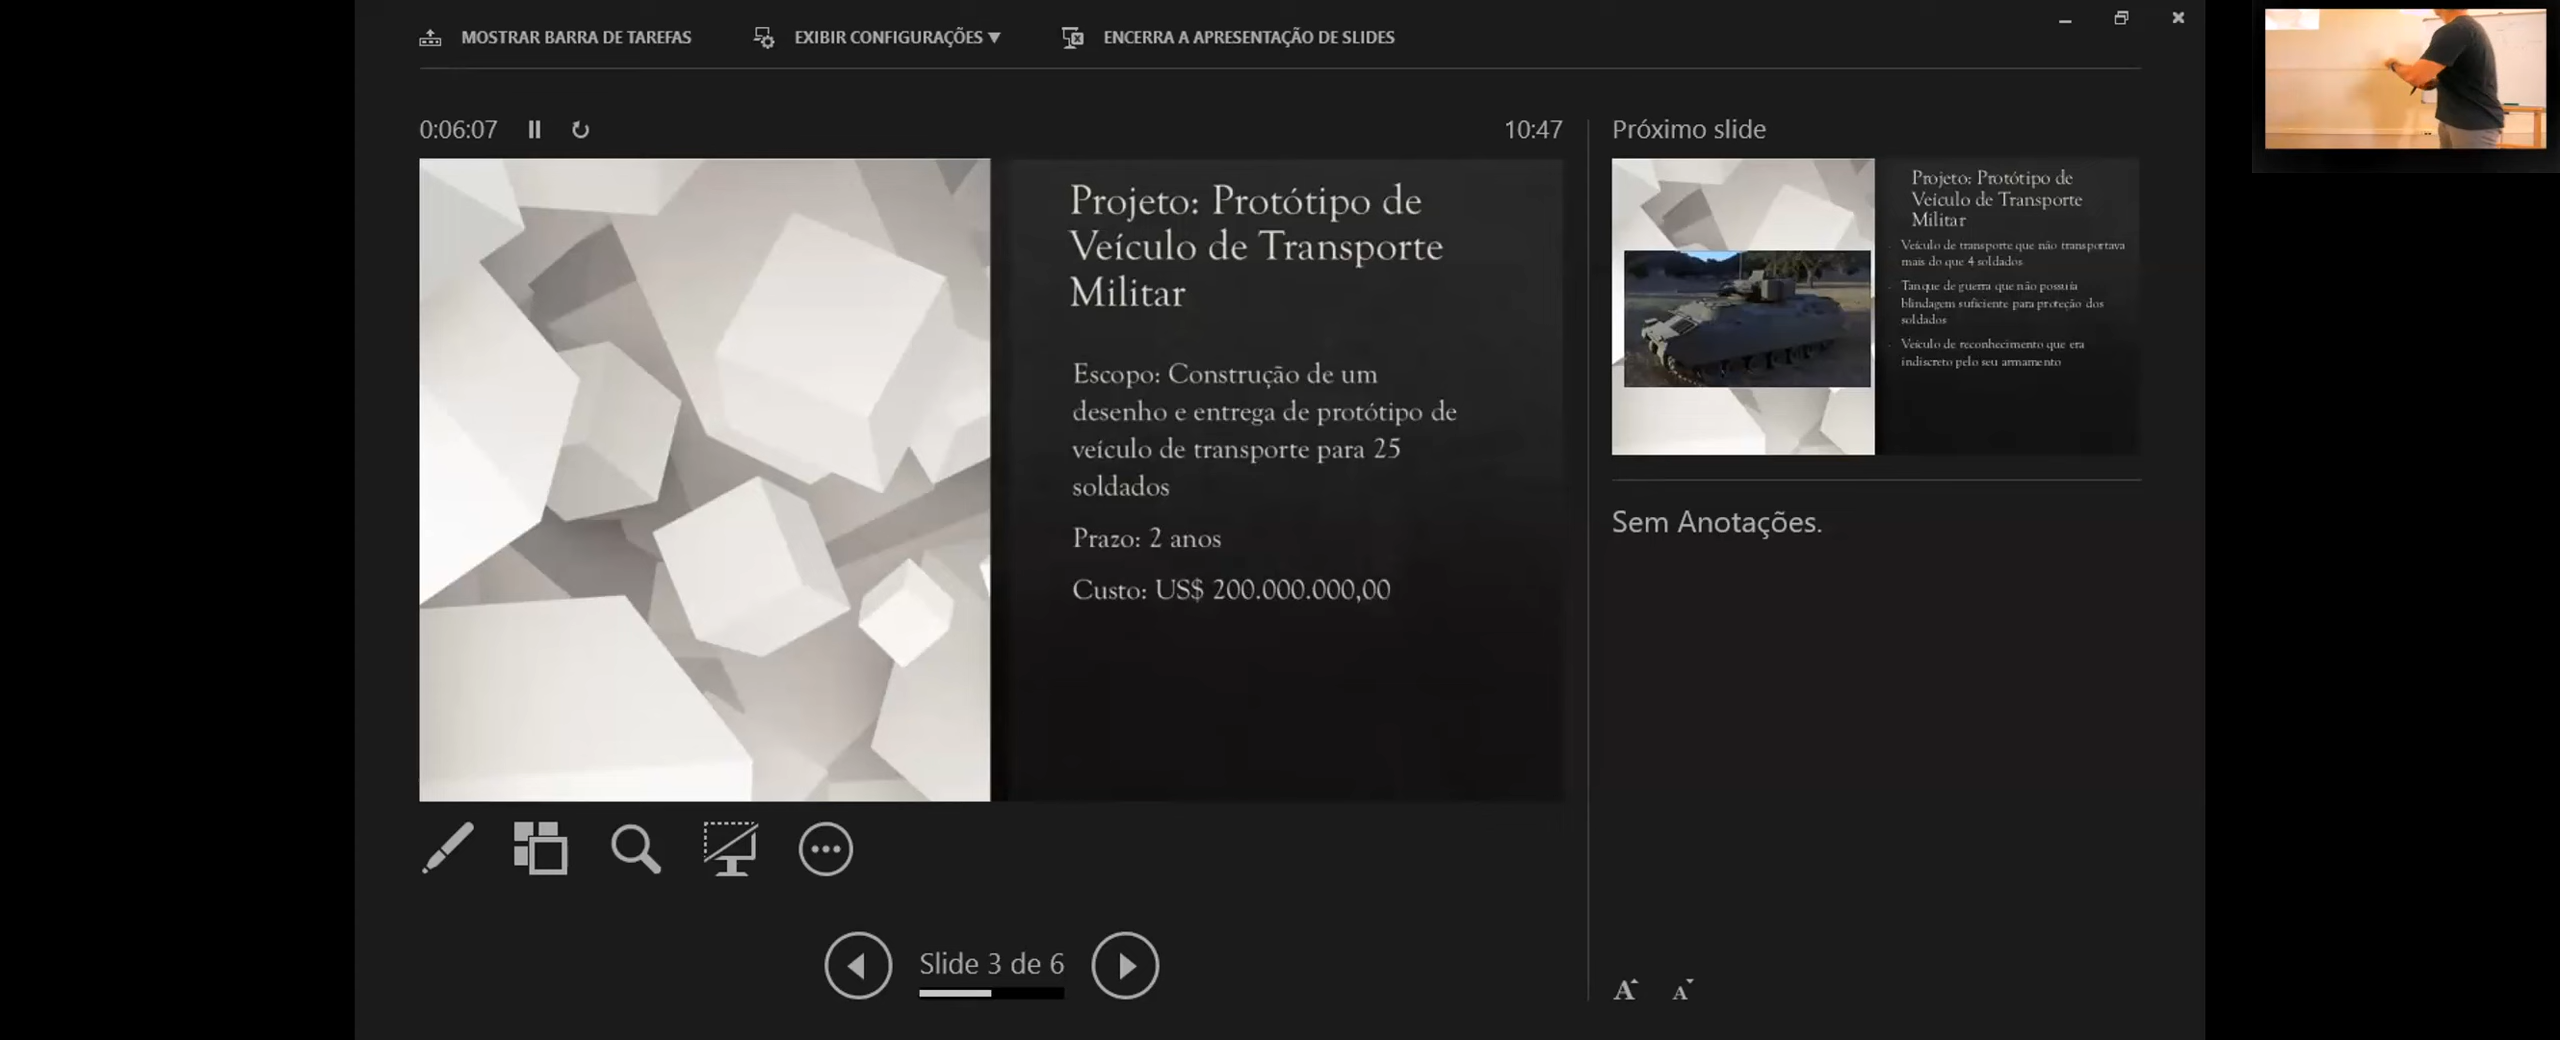 MOSTRAR BARRA DE TAREFAS
EXIBIR CONFIGURAÇÕES ▼
ENCERRA A APRESENTAÇÃO DE SLIDES
0:06:07
10:47
Projeto: Protótipo de
Veículo de Transporte
Militar
Escopo: Construção de um
desenho e entrega de protótipo de
veículo de transporte para 25
soldados
Prazo: 2 anos
Custo: US$ 200.000.000,00
Slide 3 de 6
Próximo slide
Projeto: Protótipo de
Veículo de Transporte
Militar
Veículo de transporte que não transportava
mais do que 4 soldados
Tanque de guerra que não possuía
blindagem suficiente para proteção dos
soldados
Veículo de reconhecimento que era
indiscreto pelo seu armamento
Sem Anotações.
A A